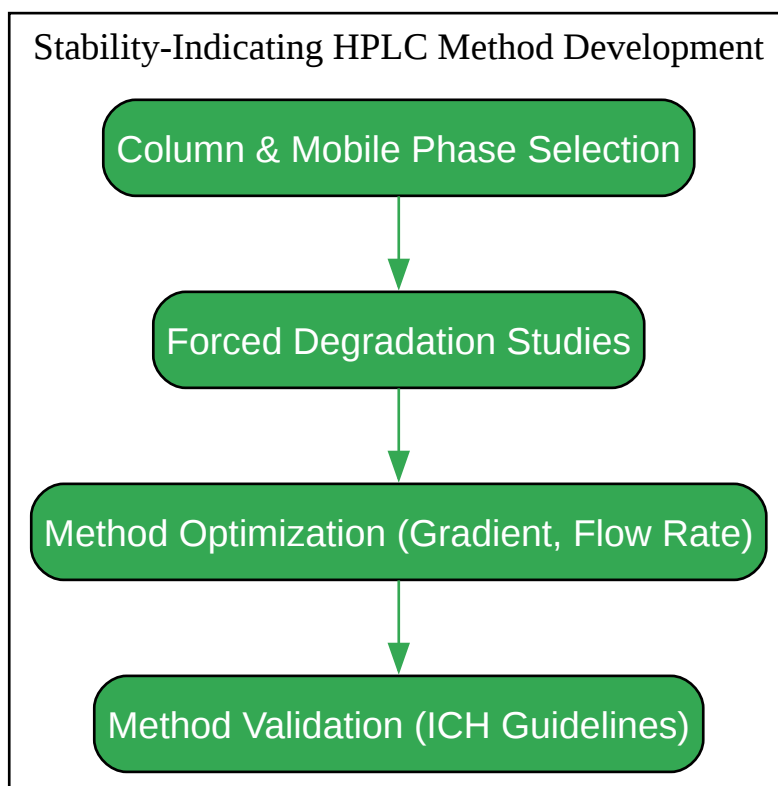 Stability-Indicating HPLC Method Development
Column & Mobile Phase Selection
Forced Degradation Studies
Method Optimization (Gradient, Flow Rate)
Method Validation (ICH Guidelines)